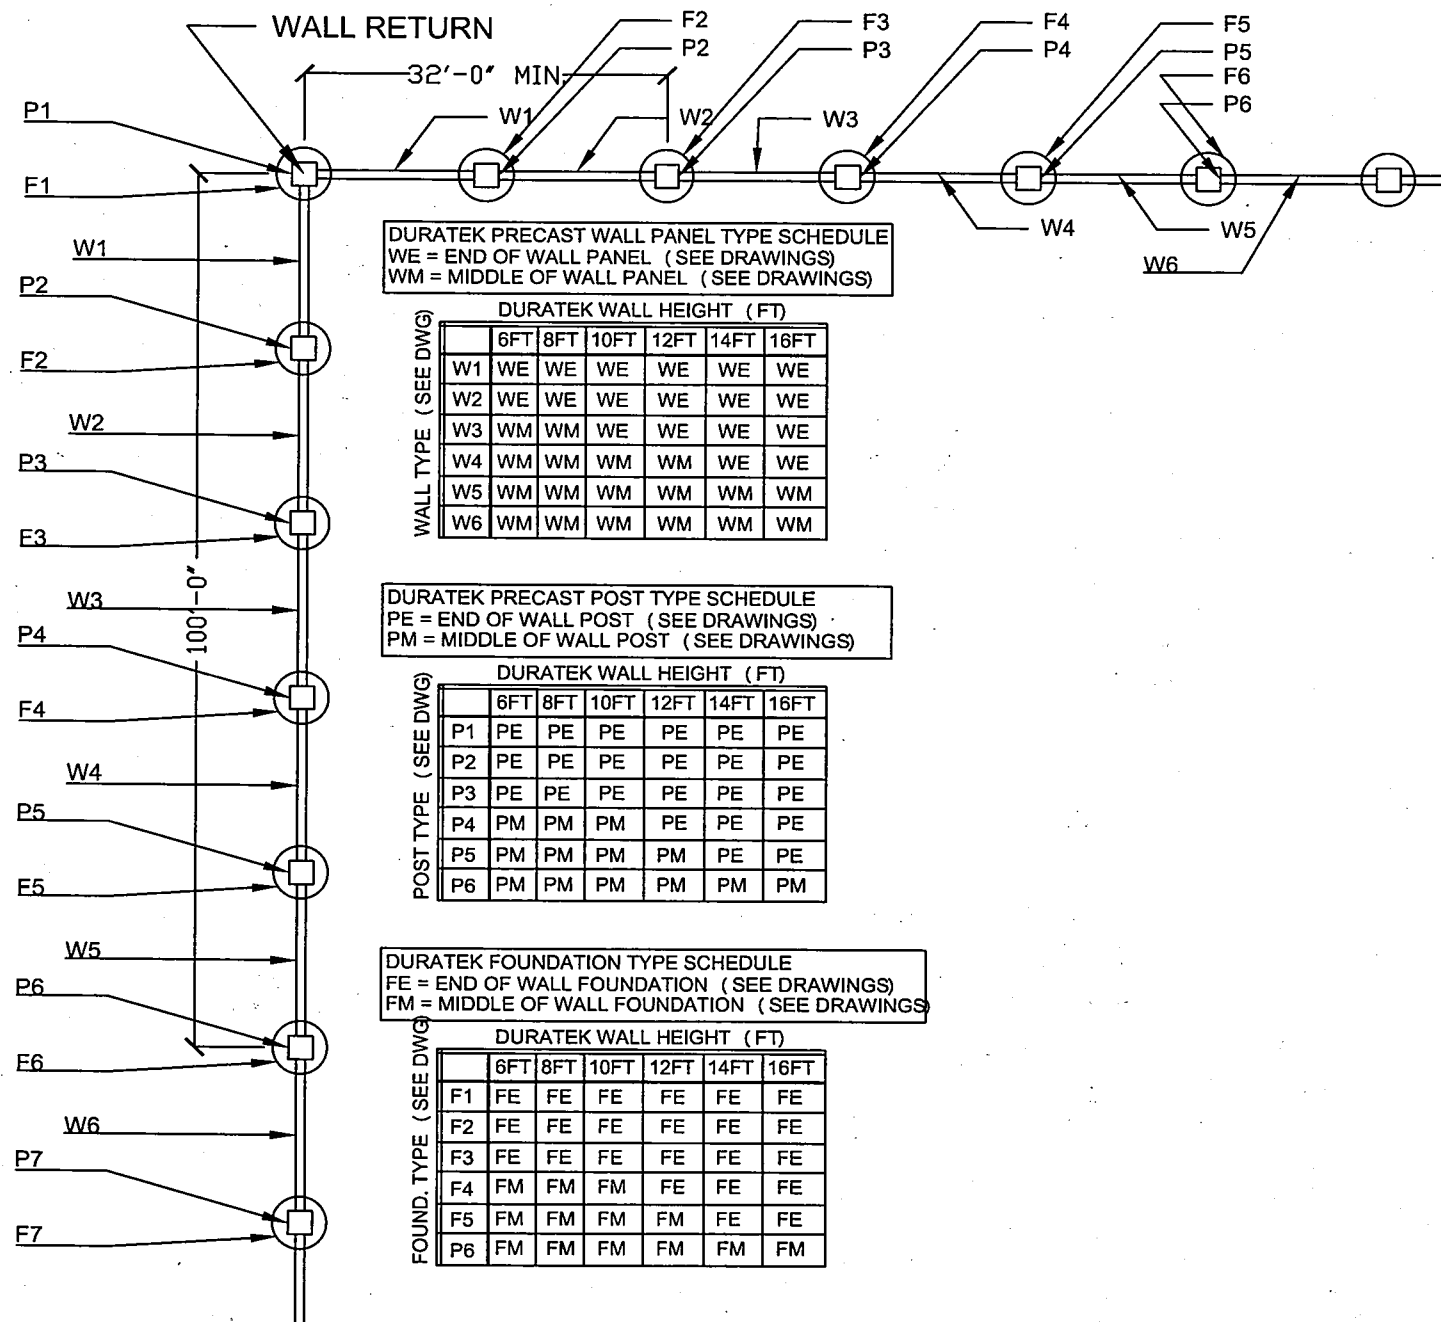 WALL RETURN
32'-0" MIN.
F2
P2
F3
P3
F4
P4
F5
P5
F6
P6
W1
W2
W3
W4
W5
W6
P1
F1
W1
P2
F2
W2
P3
F3
W3
P4
F4
W4
P5
F5
W5
P6
F6
W6
P7
F7
100'-0"
DURATEK PRECAST WALL PANEL TYPE SCHEDULE
WE = END OF WALL PANEL (SEE DRAWINGS)
WM = MIDDLE OF WALL PANEL (SEE DRAWINGS)
DURATEK WALL HEIGHT (FT)
WALL TYPE (SEE DWG)
6FT 8FT 10FT 12FT 14FT 16FT
W1 WE WE WE WE WE WE
W2 WE WE WE WE WE WE
W3 WM WM WE WE WE WE
W4 WM WM WM WM WE WE
W5 WM WM WM WM WM WM
W6 WM WM WM WM WM WM
DURATEK PRECAST POST TYPE SCHEDULE
PE = END OF WALL POST (SEE DRAWINGS)
PM = MIDDLE OF WALL POST (SEE DRAWINGS)
DURATEK WALL HEIGHT (FT)
POST TYPE (SEE DWG)
6FT 8FT 10FT 12FT 14FT 16FT
P1 PE PE PE PE PE PE
P2 PE PE PE PE PE PE
P3 PE PE PE PE PE PE
P4 PM PM PM PE PE PE
P5 PM PM PM PM PE PE
P6 PM PM PM PM PM PM
DURATEK FOUNDATION TYPE SCHEDULE
FE = END OF WALL FOUNDATION (SEE DRAWINGS)
FM = MIDDLE OF WALL FOUNDATION (SEE DRAWINGS)
DURATEK WALL HEIGHT (FT)
FOUND. TYPE (SEE DWG)
6FT 8FT 10FT 12FT 14FT 16FT
F1 FE FE FE FE FE FE
F2 FE FE FE FE FE FE
F3 FE FE FE FE FE FE
F4 FM FM FM FE FE FE
F5 FM FM FM FM FE FE
P6 FM FM FM FM FM FM